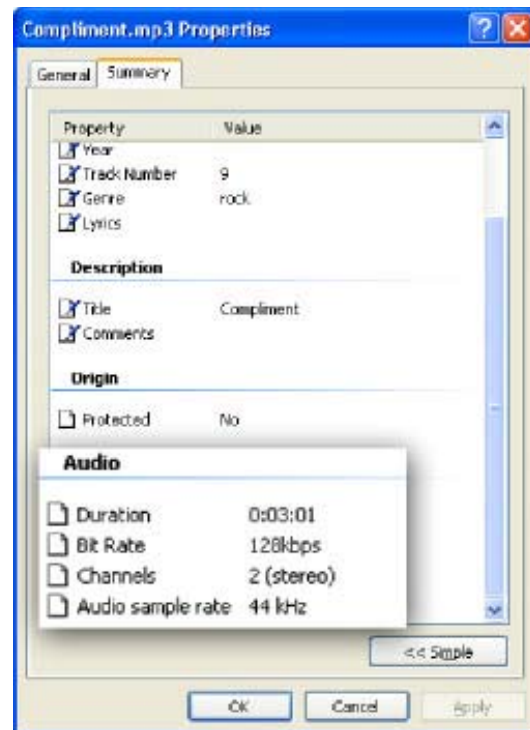 Compliment.mp3 Properties
General Summary
Property Value
Year
Track Number 9
Genre rock
Lyrics
Description
Title Compliment
Comments
Origin
Protected No
Audio
Duration 0:03:01
Bit Rate 128kbps
Channels 2 (stereo)
Audio sample rate 44 kHz
<< Simple
OK Cancel Apply